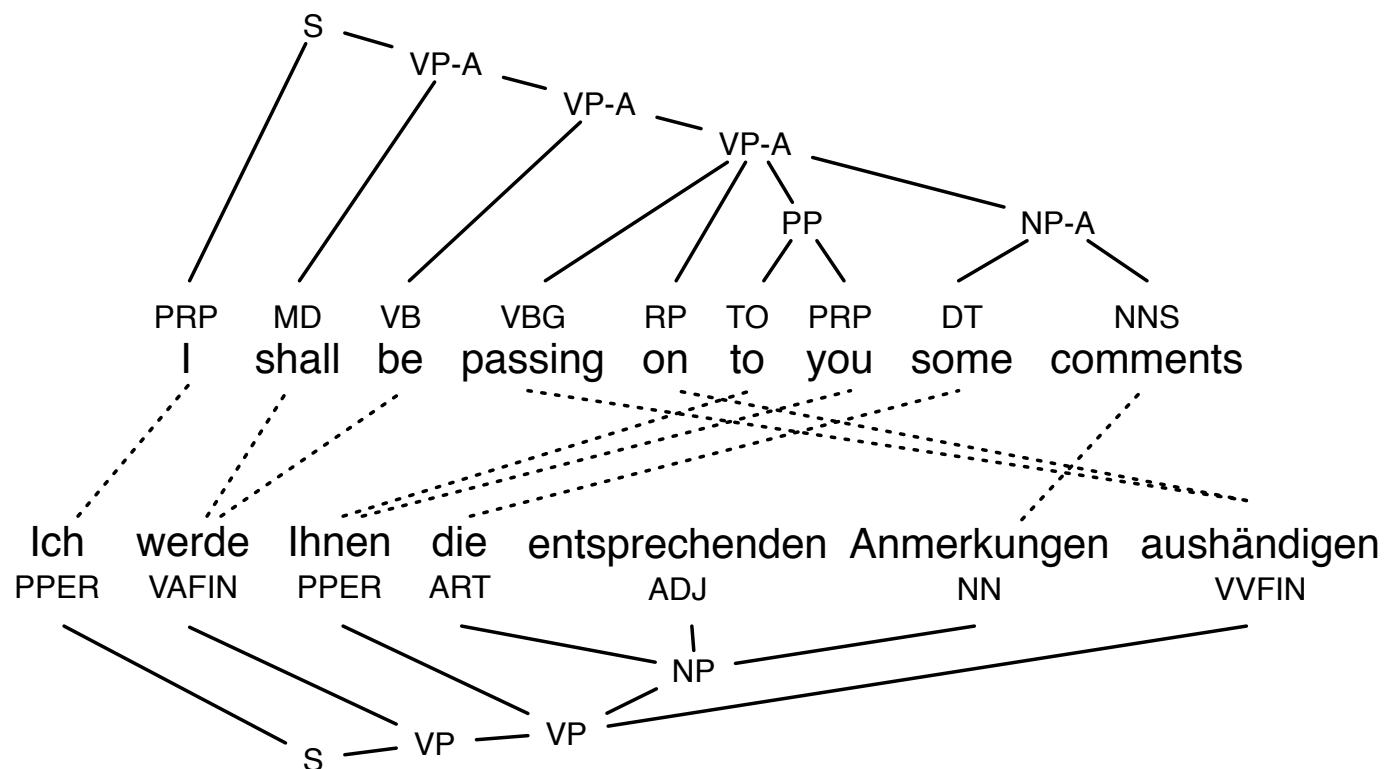 S
VP-A
VP-A
VP-A
PP NP-A
PRP MD VB VBG RP TO PRP DT NNS
I shall be passing on to you some comments
Ich werde Ihnen die entsprechenden Anmerkungen aushändigen
PPER VAFIN PPER ART ADJ NN VVFIN
NP
VP
VP
S